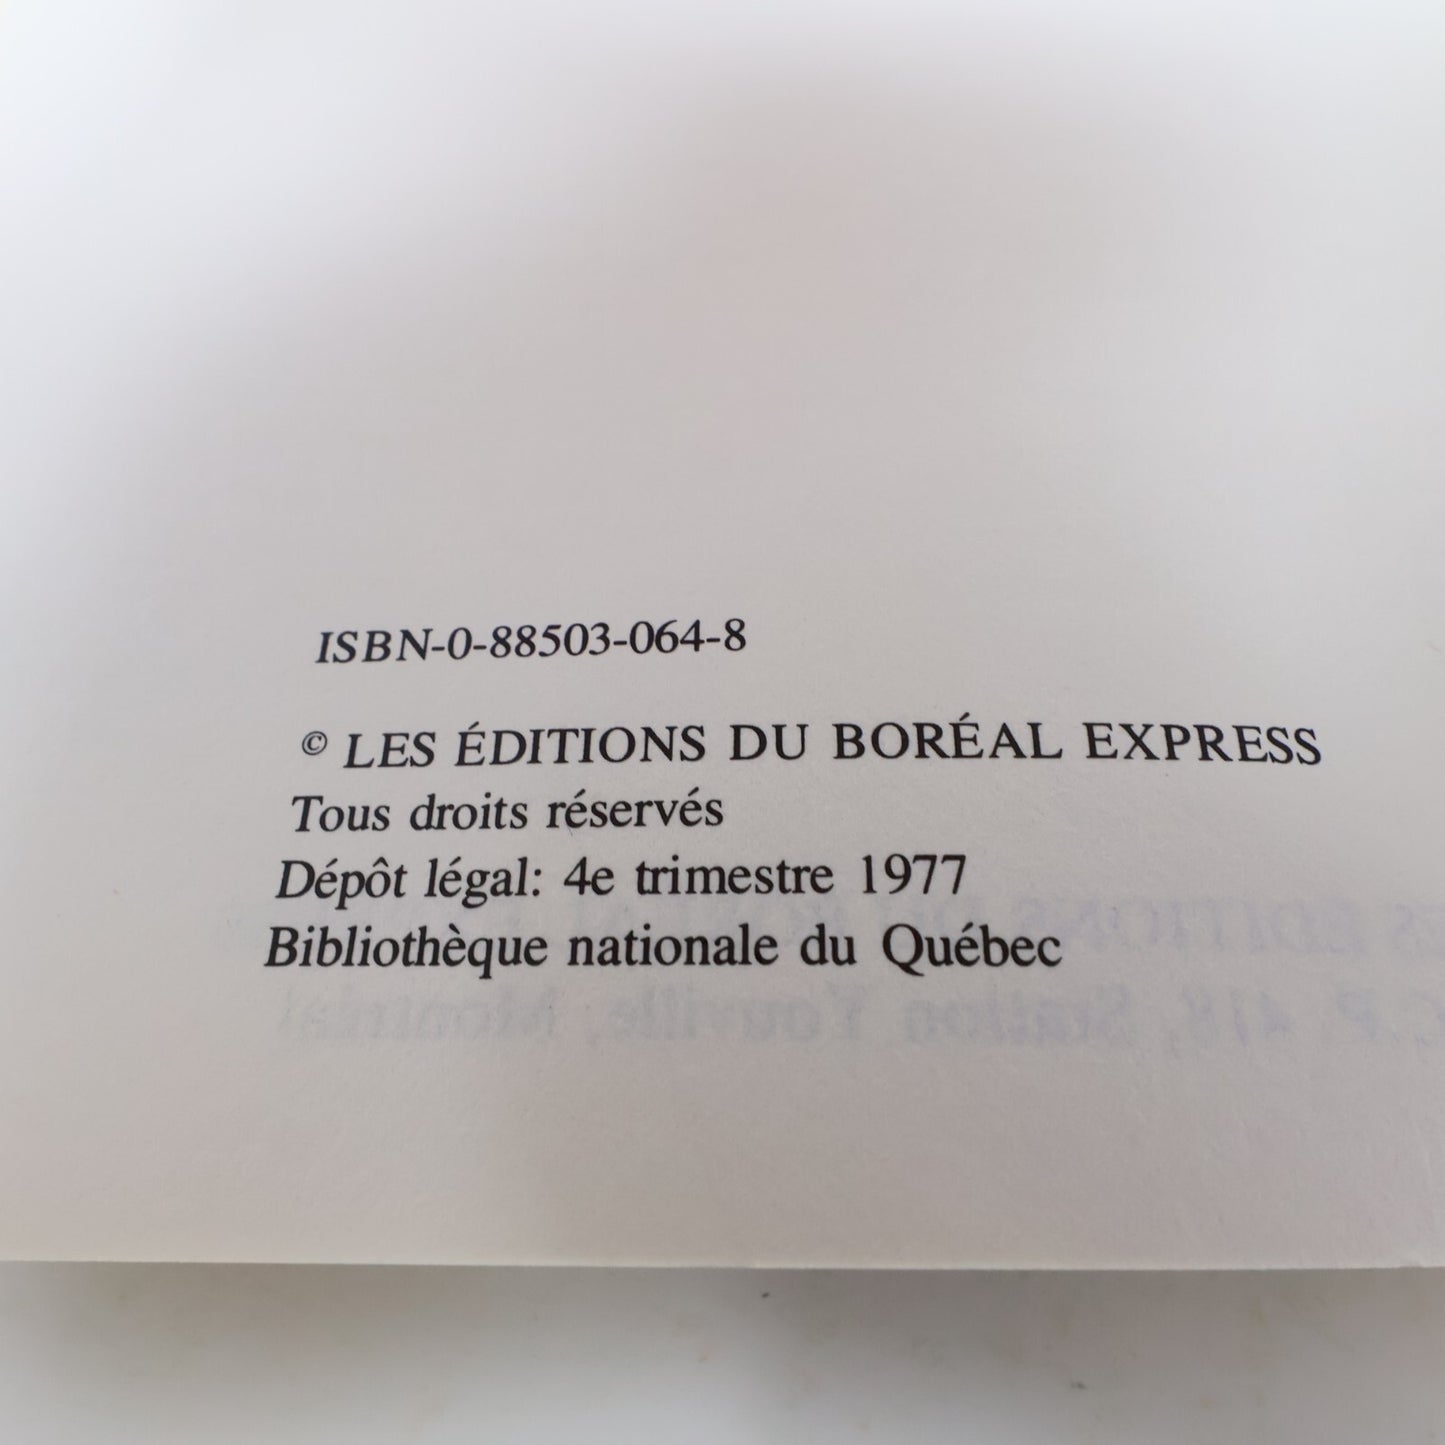 ISBN-0-88503-064-8
© LES ÉDITIONS DU BORÉAL EXPRESS
Tous droits réservés
Dépôt légal: 4e trimestre 1977
Bibliothèque nationale du Québec